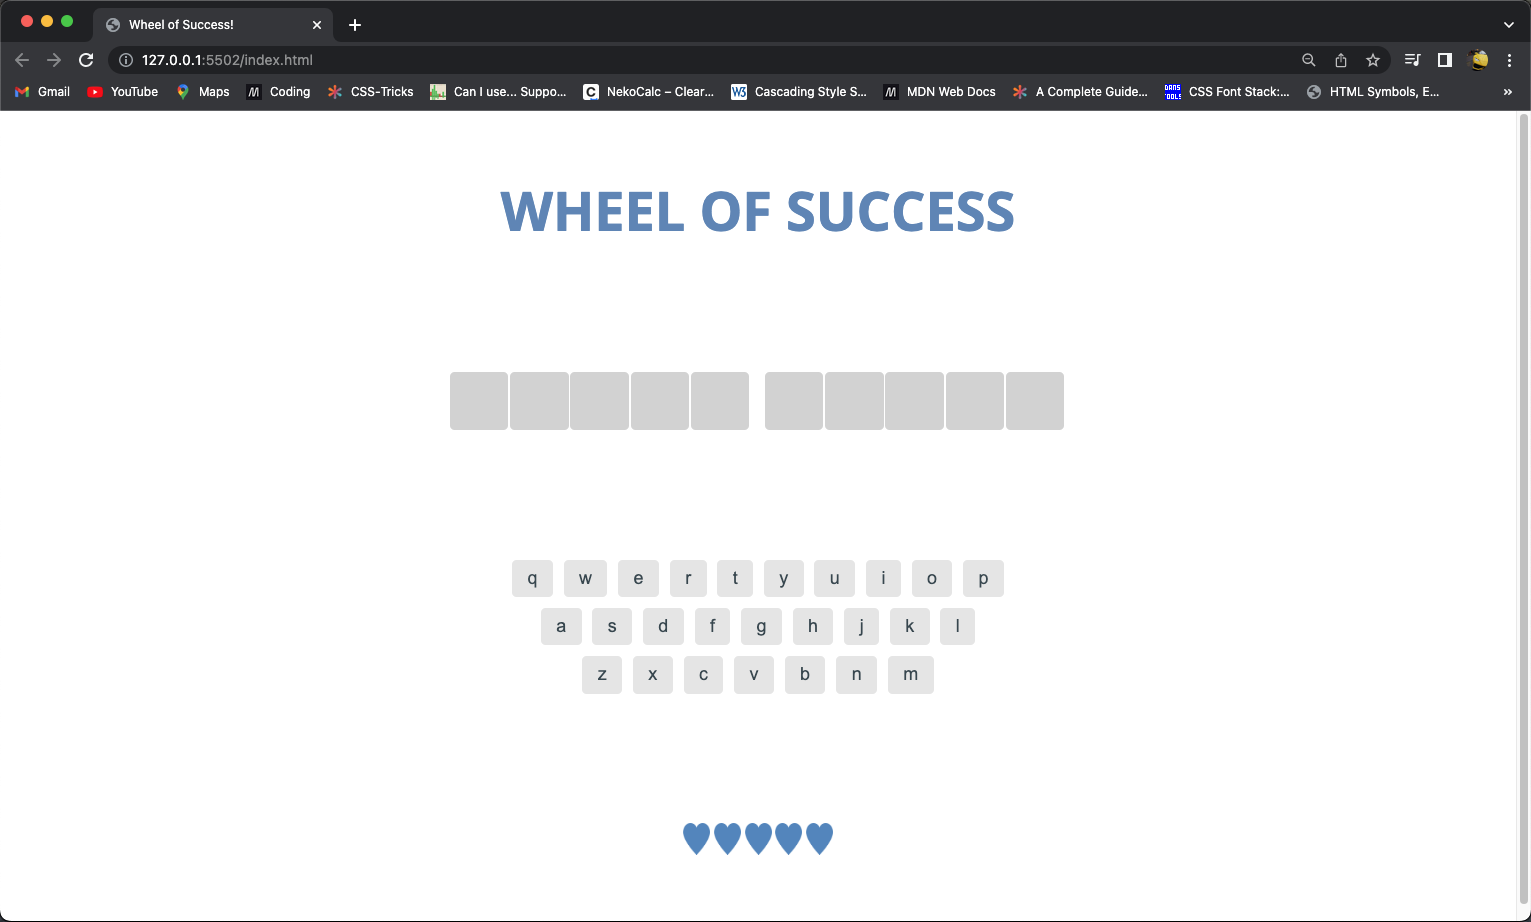 Wheel of Success!
127.0.0.1:5502/index.html
Gmail YouTube Maps Coding CSS-Tricks Can I use... Suppo... NekoCalc – Clear... Cascading Style S... MDN Web Docs A Complete Guide... CSS Font Stack:... HTML Symbols, E... »
WHEEL OF SUCCESS
q w e r t y u i o p
a s d f g h j k l
z x c v b n m